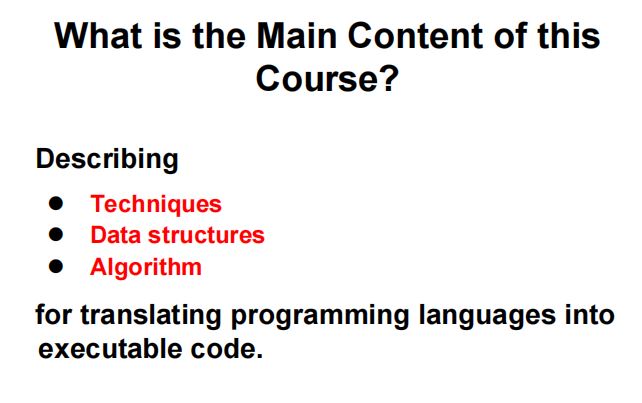 What is the Main Content of this
Course?
Describing
● Techniques
● Data structures
● Algorithm
for translating programming languages into
executable code.